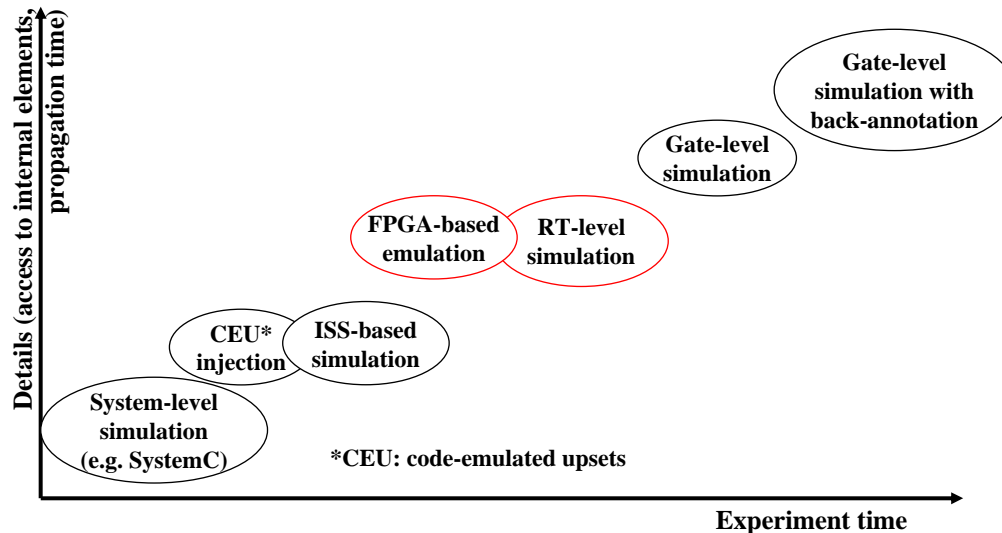 Details (access to internal elements,
propagation time)
Gate-level
simulation with
back-annotation
Gate-level
simulation
FPGA-based
emulation
RT-level
simulation
CEU*
injection
ISS-based
simulation
System-level
simulation
(e.g. SystemC)
*CEU: code-emulated upsets
Experiment time